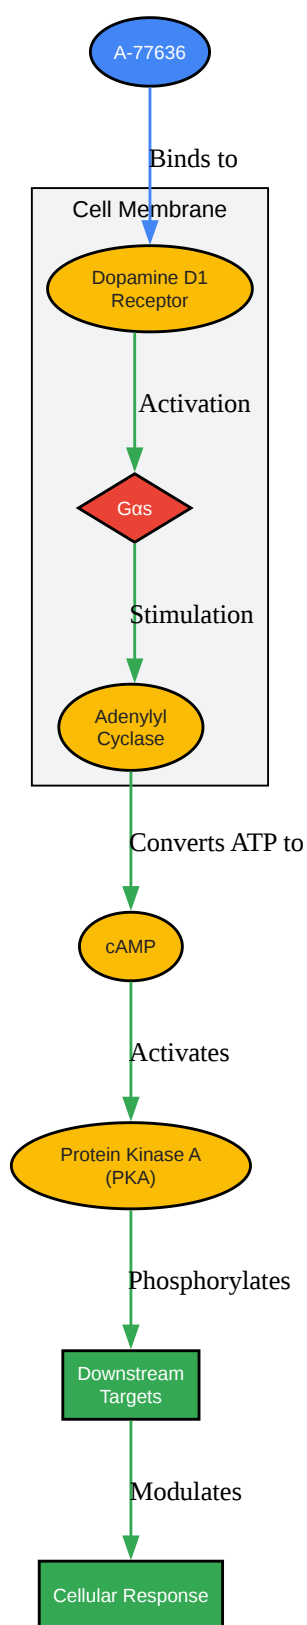 A-77636
Binds to
Cell Membrane
Dopamine D1
Receptor
Activation
Gαs
Stimulation
Adenylyl
Cyclase
Converts ATP to
cAMP
Activates
Protein Kinase A
(PKA)
Phosphorylates
Downstream
Targets
Modulates
Cellular Response